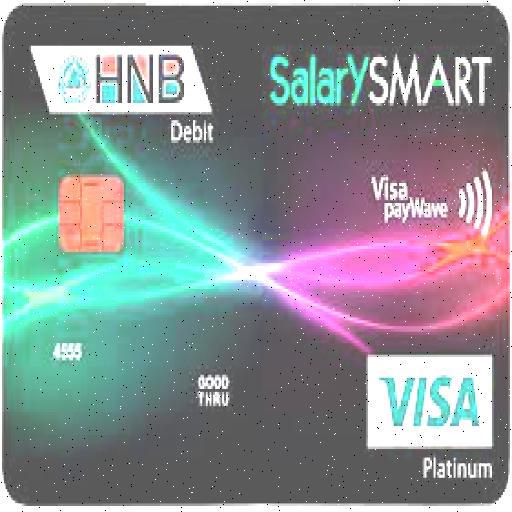 HNB
SalarySMART
Debit
Visa
payWave
4555
GOOD
THRU
VISA
Platinum